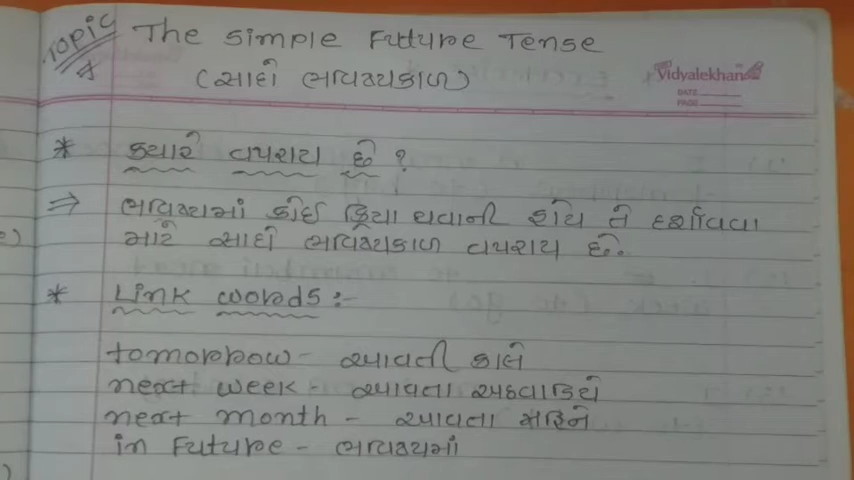 Topic 7
The Simple Future Tense
(સાદો ભવિષ્યકાળ)
Vidyalekhan
DATE
PAGE
* ક્યારે વપરાય છે ?
⇒ ભવિષ્યમાં કોઈ ક્રિયા થવાની હોય તે દર્શાવવા
માટે સાદો ભવિષ્યકાળ વપરાય છે.
* Link words :-
tomorrow - આવતી કાલે
next week - આવતા અઠવાડિયે
next month - આવતા મહિને
in Future - ભવિષ્યમાં